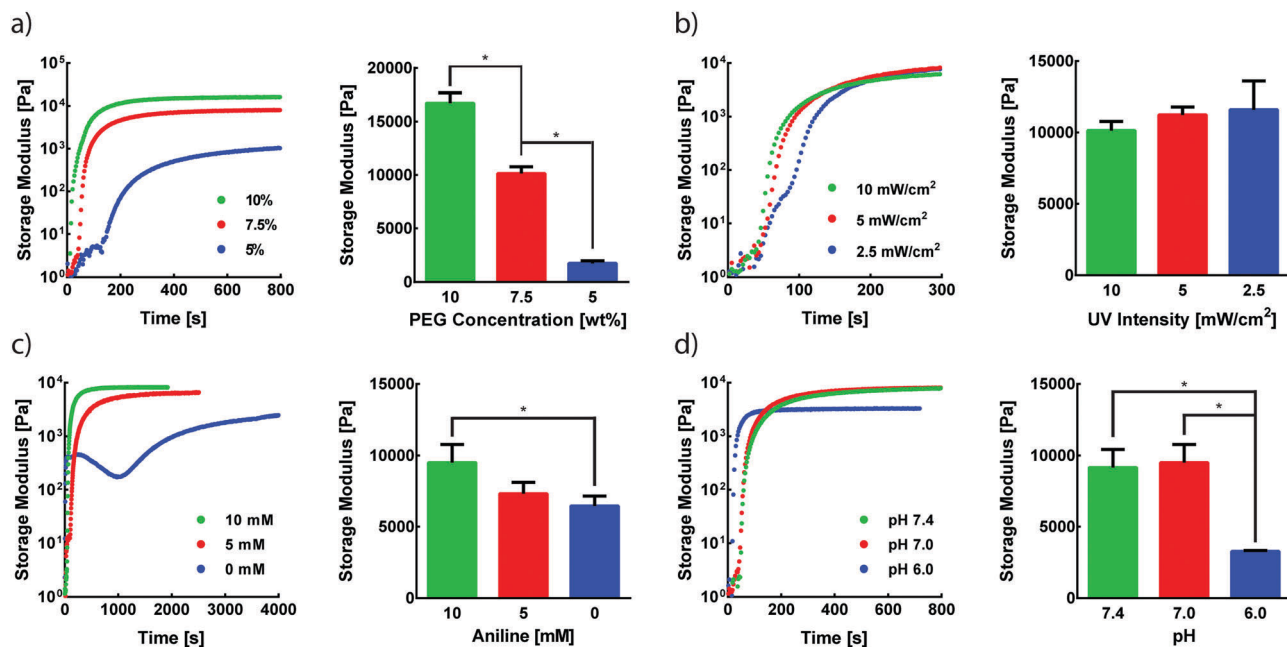 a)
Storage Modulus [Pa]
10⁵
10⁴
10³
10²
10¹
10⁰
0 200 400 600 800
Time [s]
10%
7.5%
5%
Storage Modulus [Pa]
20000
15000
10000
5000
0
* *
10 7.5 5
PEG Concentration [wt%]
b)
Storage Modulus [Pa]
10⁴
10³
10²
10¹
10⁰
0 100 200 300
Time [s]
10 mW/cm²
5 mW/cm²
2.5 mW/cm²
Storage Modulus [Pa]
15000
10000
5000
0
10 5 2.5
UV Intensity [mW/cm²]
c)
Storage Modulus [Pa]
10⁴
10³
10²
10¹
10⁰
0 1000 2000 3000 4000
Time [s]
10 mM
5 mM
0 mM
Storage Modulus [Pa]
15000
10000
5000
0
*
10 5 0
Aniline [mM]
d)
Storage Modulus [Pa]
10⁴
10³
10²
10¹
10⁰
0 200 400 600 800
Time [s]
pH 7.4
pH 7.0
pH 6.0
Storage Modulus [Pa]
15000
10000
5000
0
*
*
7.4 7.0 6.0
pH